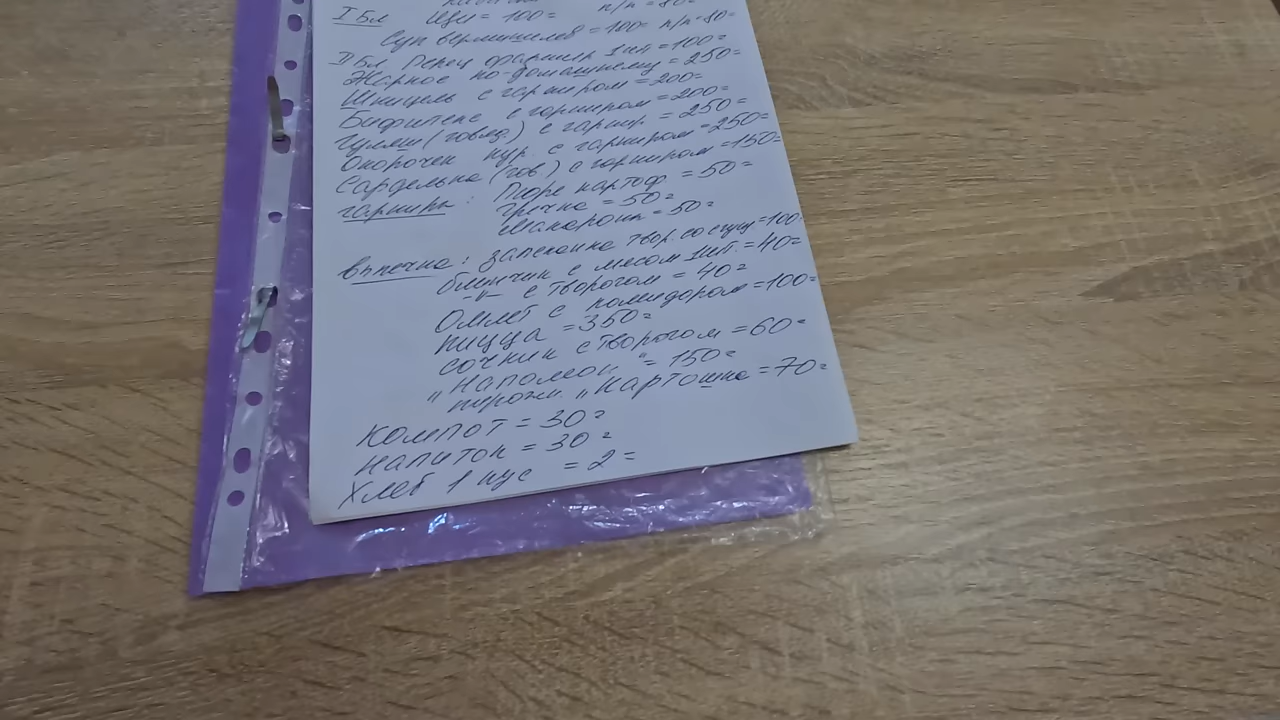 I Бл Щи = 100= п/п = 80=
Суп вермишелев = 100= п/п = 80=
II Бл. Перец фаршир 1шт = 100=
Жаркое по-домашнему = 250=
Шницель с гарниром = 200=
Бифштекс с гарниром = 200=
Гуляш (говяд.) с гарнир. = 250=
Окорочек кур. с гарниром = 250=
Сарделька (гов) с гарниром = 150=
гарниры: Пюре картоф = 50=
гречка = 50=
макароны = 50=
выпечка: запеканка твор. со сгущ = 100=
блинчик с мясом 1шт. = 40=
-"- с творогом = 40=
Омлет с помидором = 100=
пицца = 350=
сочник с творогом = 60=
"Наполеон" = 150=
пирожн. "Картошка = 70=
Компот = 30=
напиток = 30=
Хлеб 1 кус = 2=